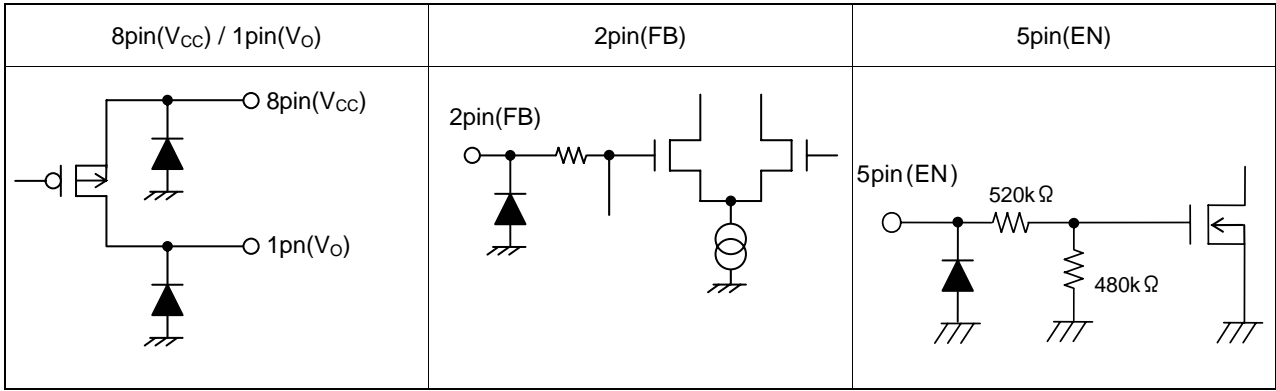 8pin(VCC) / 1pin(VO)
2pin(FB)
5pin(EN)
8pin(VCC)
1pn(VO)
2pin(FB)
5pin(EN)
520kΩ
480kΩ